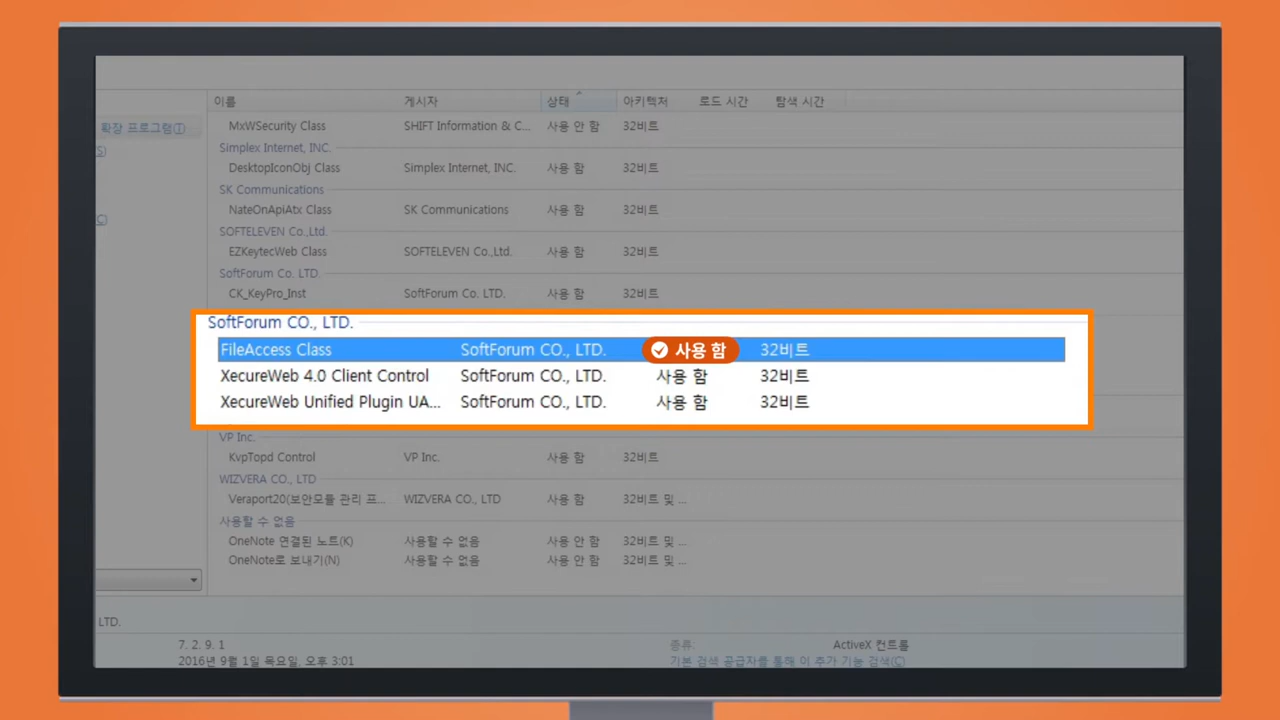 이름 게시자 상태 아키텍처 로드 시간 탐색 시간
확장 프로그램(I)
MxWSecurity Class SHIFT Information & C... 사용 안 함 32비트
(S)
Simplex Internet, INC.
DesktopIconObj Class Simplex Internet, INC. 사용 함 32비트
SK Communications
NateOnApiAtx Class SK Communications 사용 함 32비트
(C)
SOFTELEVEN Co.,Ltd.
EZKeytecWeb Class SOFTELEVEN Co.,Ltd. 사용 함 32비트
SoftForum Co. LTD.
CK_KeyPro_Inst SoftForum Co. LTD. 사용 함 32비트
SoftForum CO., LTD.
FileAccess Class SoftForum CO., LTD. 사용 함 32비트
XecureWeb 4.0 Client Control SoftForum CO., LTD. 사용 함 32비트
XecureWeb Unified Plugin UA... SoftForum CO., LTD. 사용 함 32비트
VP Inc.
KvpTopd Control VP Inc. 사용 함 32비트
WIZVERA CO., LTD
Veraport20(보안모듈 관리 프... WIZVERA CO., LTD 사용 함 32비트 및 ...
사용할 수 없음
OneNote 연결된 노트(K) 사용할 수 없음 사용 안 함 32비트 및 ...
OneNote로 보내기(N) 사용할 수 없음 사용 안 함 32비트 및 ...
LTD.
7. 2. 9. 1 종류: ActiveX 컨트롤
2016년 9월 1일 목요일, 오후 3:01 기본 검색 공급자를 통해 이 추가 기능 검색(C)